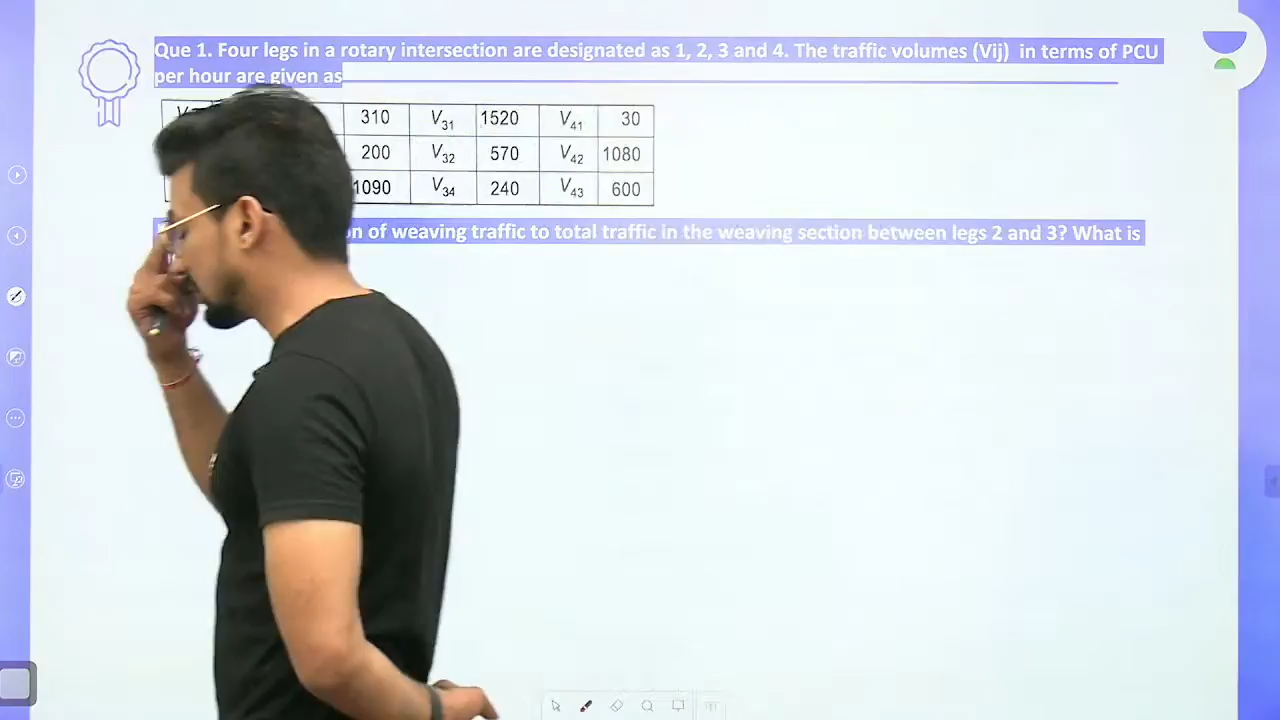 Que 1. Four legs in a rotary intersection are designated as 1, 2, 3 and 4. The traffic volumes (Vij) in terms of PCU
per hour are given as
310 V31 1520 V41 30
200 V32 570 V42 1080
1090 V34 240 V43 600
of weaving traffic to total traffic in the weaving section between legs 2 and 3? What is